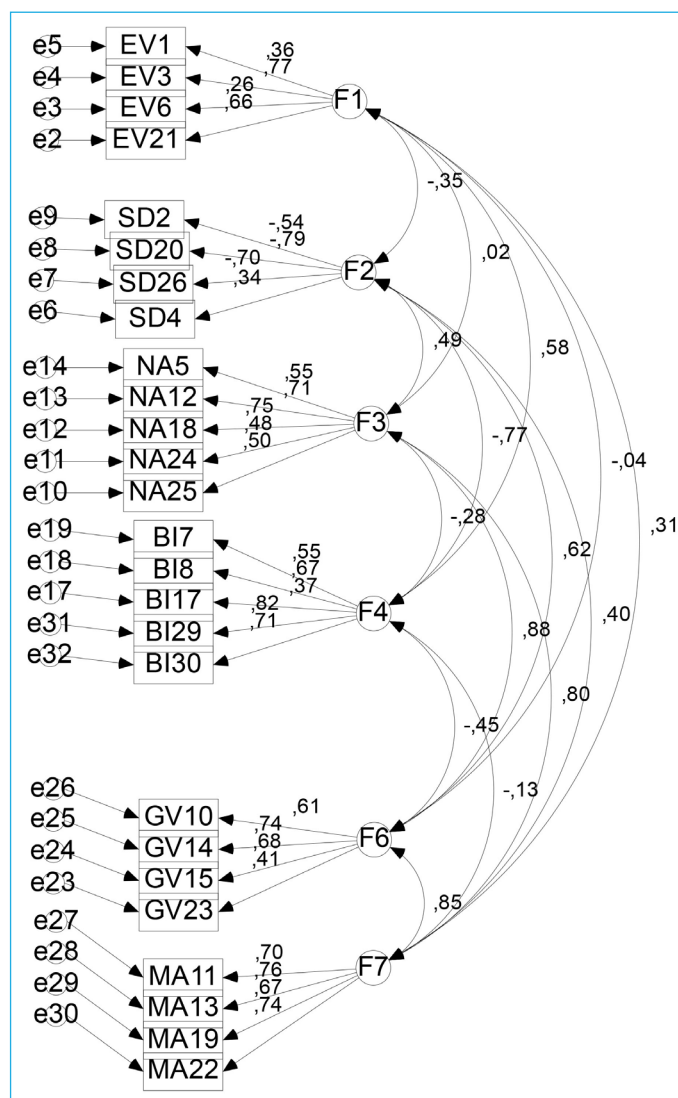 e5 EV1 ,36
e4 EV3 ,77
e3 EV6 ,26
e2 EV21 ,66
F1
-,35
e9 SD2 -,54
e8 SD20 -,79
e7 SD26 -,70
e6 SD4 ,34
F2
,02
,49
,58
e14 NA5 ,55
e13 NA12 ,71
e12 NA18 ,75
e11 NA24 ,48
e10 NA25 ,50
F3
-,77
-,04
-,28
,62
,31
e19 BI7 ,55
e18 BI8 ,67
e17 BI17 ,37
e31 BI29 ,82
e32 BI30 ,71
F4
,88
,40
,80
-,45
-,13
e26 GV10 ,61
e25 GV14 ,74
e24 GV15 ,68
e23 GV23 ,41
F6
,85
e27 MA11 ,70
e28 MA13 ,76
e29 MA19 ,67
e30 MA22 ,74
F7